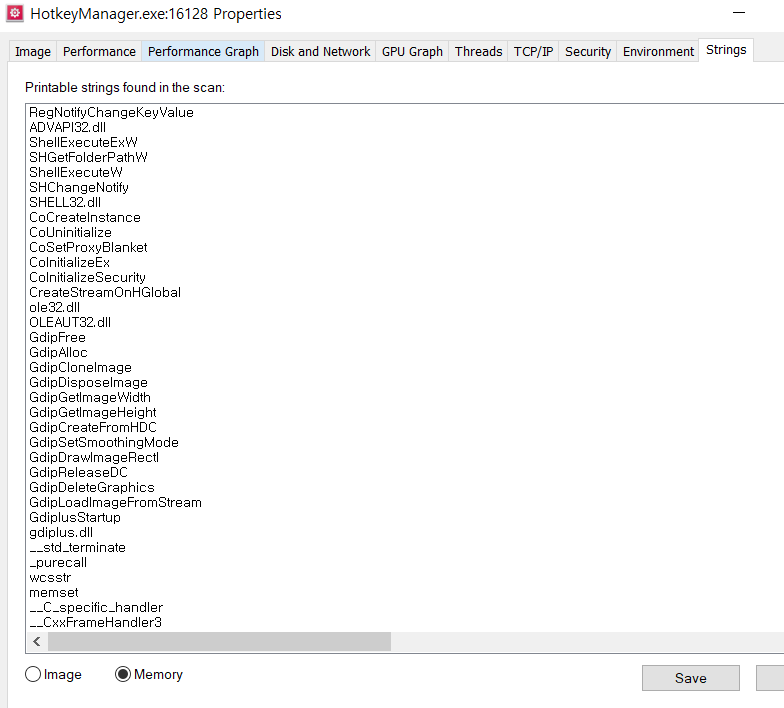 HotkeyManager.exe:16128 Properties
Image Performance Performance Graph Disk and Network GPU Graph Threads TCP/IP Security Environment Strings
Printable strings found in the scan:
RegNotifyChangeKeyValue
ADVAPI32.dll
ShellExecuteExW
SHGetFolderPathW
ShellExecuteW
SHChangeNotify
SHELL32.dll
CoCreateInstance
CoUninitialize
CoSetProxyBlanket
CoInitializeEx
CoInitializeSecurity
CreateStreamOnHGlobal
ole32.dll
OLEAUT32.dll
GdipFree
GdipAlloc
GdipCloneImage
GdipDisposeImage
GdipGetImageWidth
GdipGetImageHeight
GdipCreateFromHDC
GdipSetSmoothingMode
GdipDrawImageRectI
GdipReleaseDC
GdipDeleteGraphics
GdipLoadImageFromStream
GdiplusStartup
gdiplus.dll
__std_terminate
_purecall
wcsstr
memset
__C_specific_handler
__CxxFrameHandler3
Image Memory Save